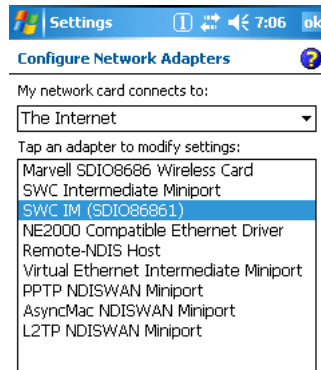 Settings 1 7:06 ok
Configure Network Adapters ?
My network card connects to:
The Internet
Tap an adapter to modify settings:
Marvell SDIO8686 Wireless Card
SWC Intermediate Miniport
SWC IM (SDIO86861)
NE2000 Compatible Ethernet Driver
Remote-NDIS Host
Virtual Ethernet Intermediate Miniport
PPTP NDISWAN Miniport
AsyncMac NDISWAN Miniport
L2TP NDISWAN Miniport